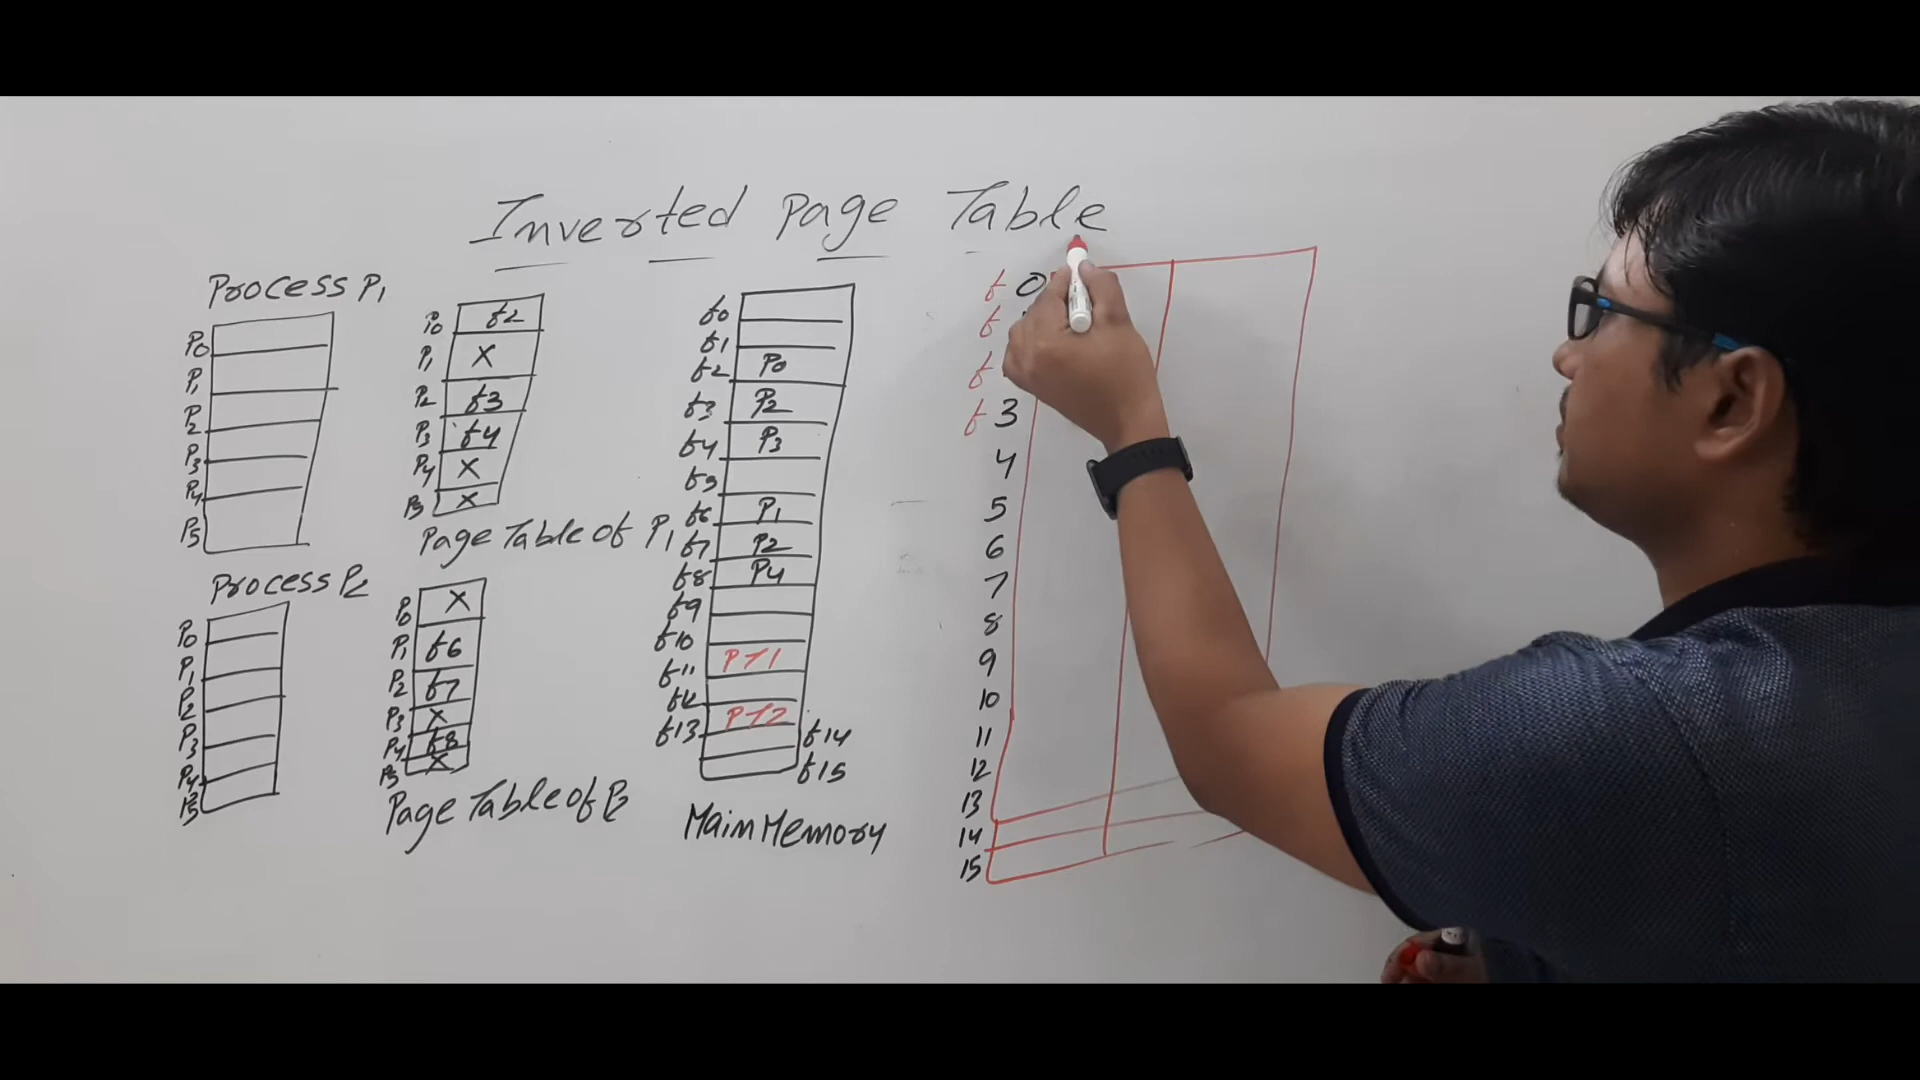 Inverted Page Table
Process P1
P0
P1
P2
P3
P4
P5
P0 f2
P1 X
P2 f3
P3 f4
P4 X
P5 X
Page Table of P1
Process P2
P0
P1
P2
P3
P4
P5
P0 X
P1 f6
P2 f7
P3 X
P4 f8
P5 X
Page Table of P2
f0
f1
f2 P0
f3 P2
f4 P3
f5
f6 P1
f7 P2
f8 P4
f9
f10
f11 PT1
f12
f13 PT2
f14
f15
Main Memory
f 0
f
f
f 3
4
5
6
7
8
9
10
11
12
13
14
15